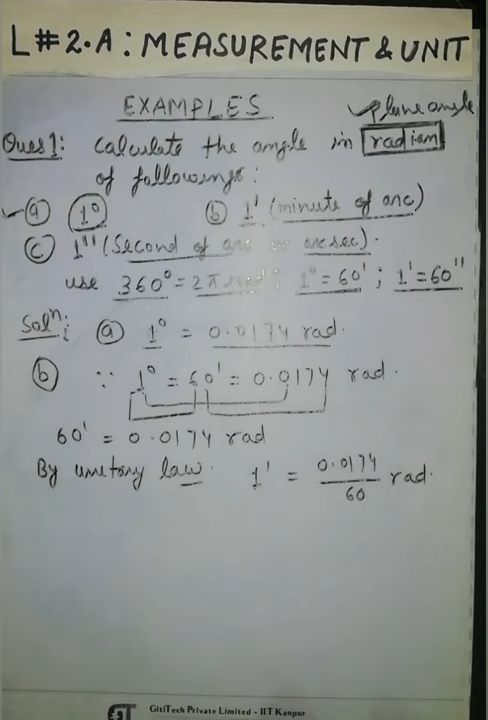 L#2.A: MEASUREMENT & UNIT
EXAMPLES
Plane angle
Ques 1: Calculate the angle in radian
of followings:
(a) 1° (b) 1' (minute of arc)
(c) 1'' (Second of arc or arcsec).
use 360° = 2π rad; 1° = 60'; 1' = 60''
Solⁿ: (a) 1° = 0.0174 rad.
(b) ∵ 1° = 60' = 0.0174 rad.
60' = 0.0174 rad
By unitary law. 1' = 0.0174/60 rad.
GitiTech Private Limited - IIT Kanpur